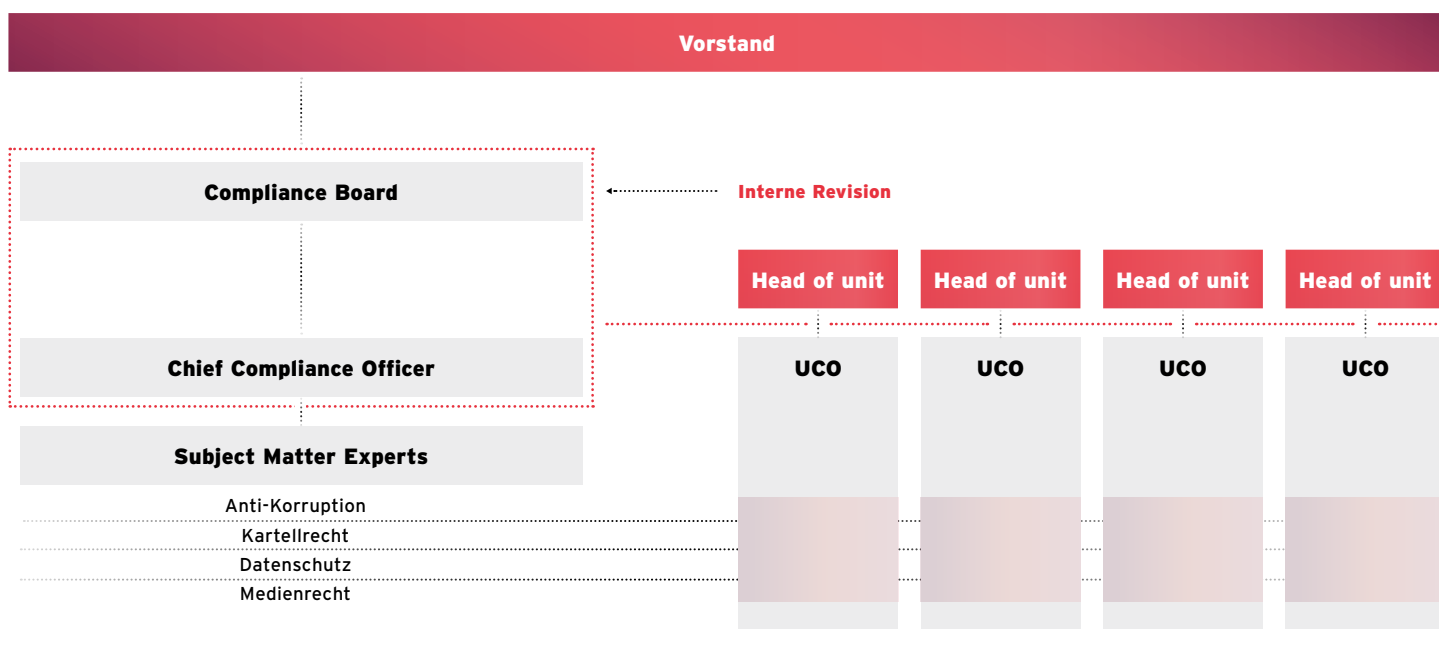 Vorstand
Compliance Board
Interne Revision
Head of unit
Head of unit
Head of unit
Head of unit
Chief Compliance Officer
UCO
UCO
UCO
UCO
Subject Matter Experts
Anti-Korruption
Kartellrecht
Datenschutz
Medienrecht